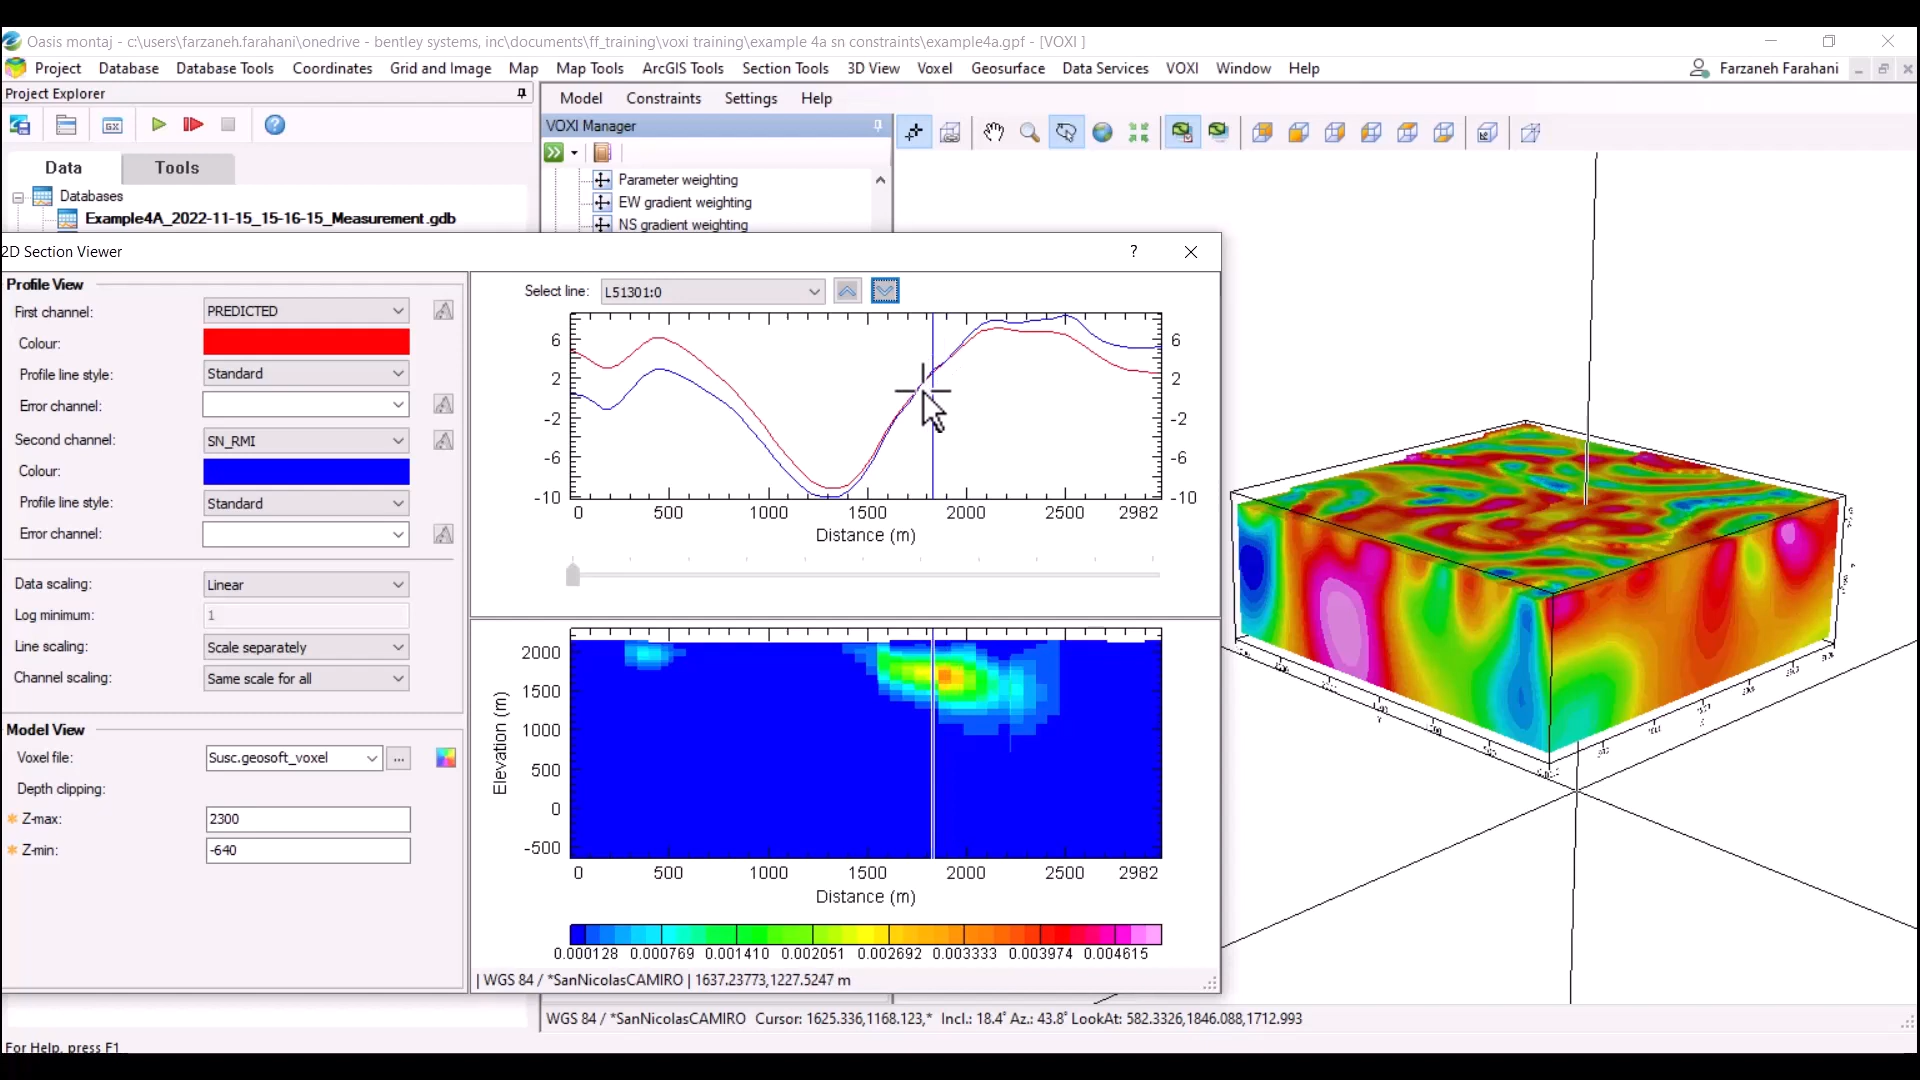 Oasis montaj - c:\users\farzaneh.farahani\onedrive - bentley systems, inc\documents\ff_training\voxi training\example 4a sn constraints\example4a.gpf - [VOXI ]
Project Database Database Tools Coordinates Grid and Image Map Map Tools ArcGIS Tools Section Tools 3D View Voxel Geosurface Data Services VOXI Window Help Farzaneh Farahani
Project Explorer
Model Constraints Settings Help
GX
VOXI Manager
Data Tools
Databases
Example4A_2022-11-15_15-16-15_Measurement.gdb
Parameter weighting
EW gradient weighting
NS gradient weighting
2D Section Viewer ?
Profile View
First channel: PREDICTED
Colour:
Profile line style: Standard
Error channel:
Second channel: SN_RMI
Colour:
Profile line style: Standard
Error channel:
Data scaling: Linear
Log minimum: 1
Line scaling: Scale separately
Channel scaling: Same scale for all
Model View
Voxel file: Susc.geosoft_voxel ...
Depth clipping:
Z-max: 2300
Z-min: -640
Select line: L51301:0
6 6
2 2
-2 -2
-6 -6
-10 -10
0 500 1000 1500 2000 2500 2982
Distance (m)
2000
1500
1000
500
0
-500
Elevation (m)
0 500 1000 1500 2000 2500 2982
Distance (m)
0.000128 0.000769 0.001410 0.002051 0.002692 0.003333 0.003974 0.004615
| WGS 84 / *SanNicolasCAMIRO | 1637.23773,1227.5247 m
WGS 84 / *SanNicolasCAMIRO Cursor: 1625.336,1168.123,* Incl.: 18.4° Az.: 43.8° LookAt: 582.3326,1846.088,1712.993
For Help, press F1